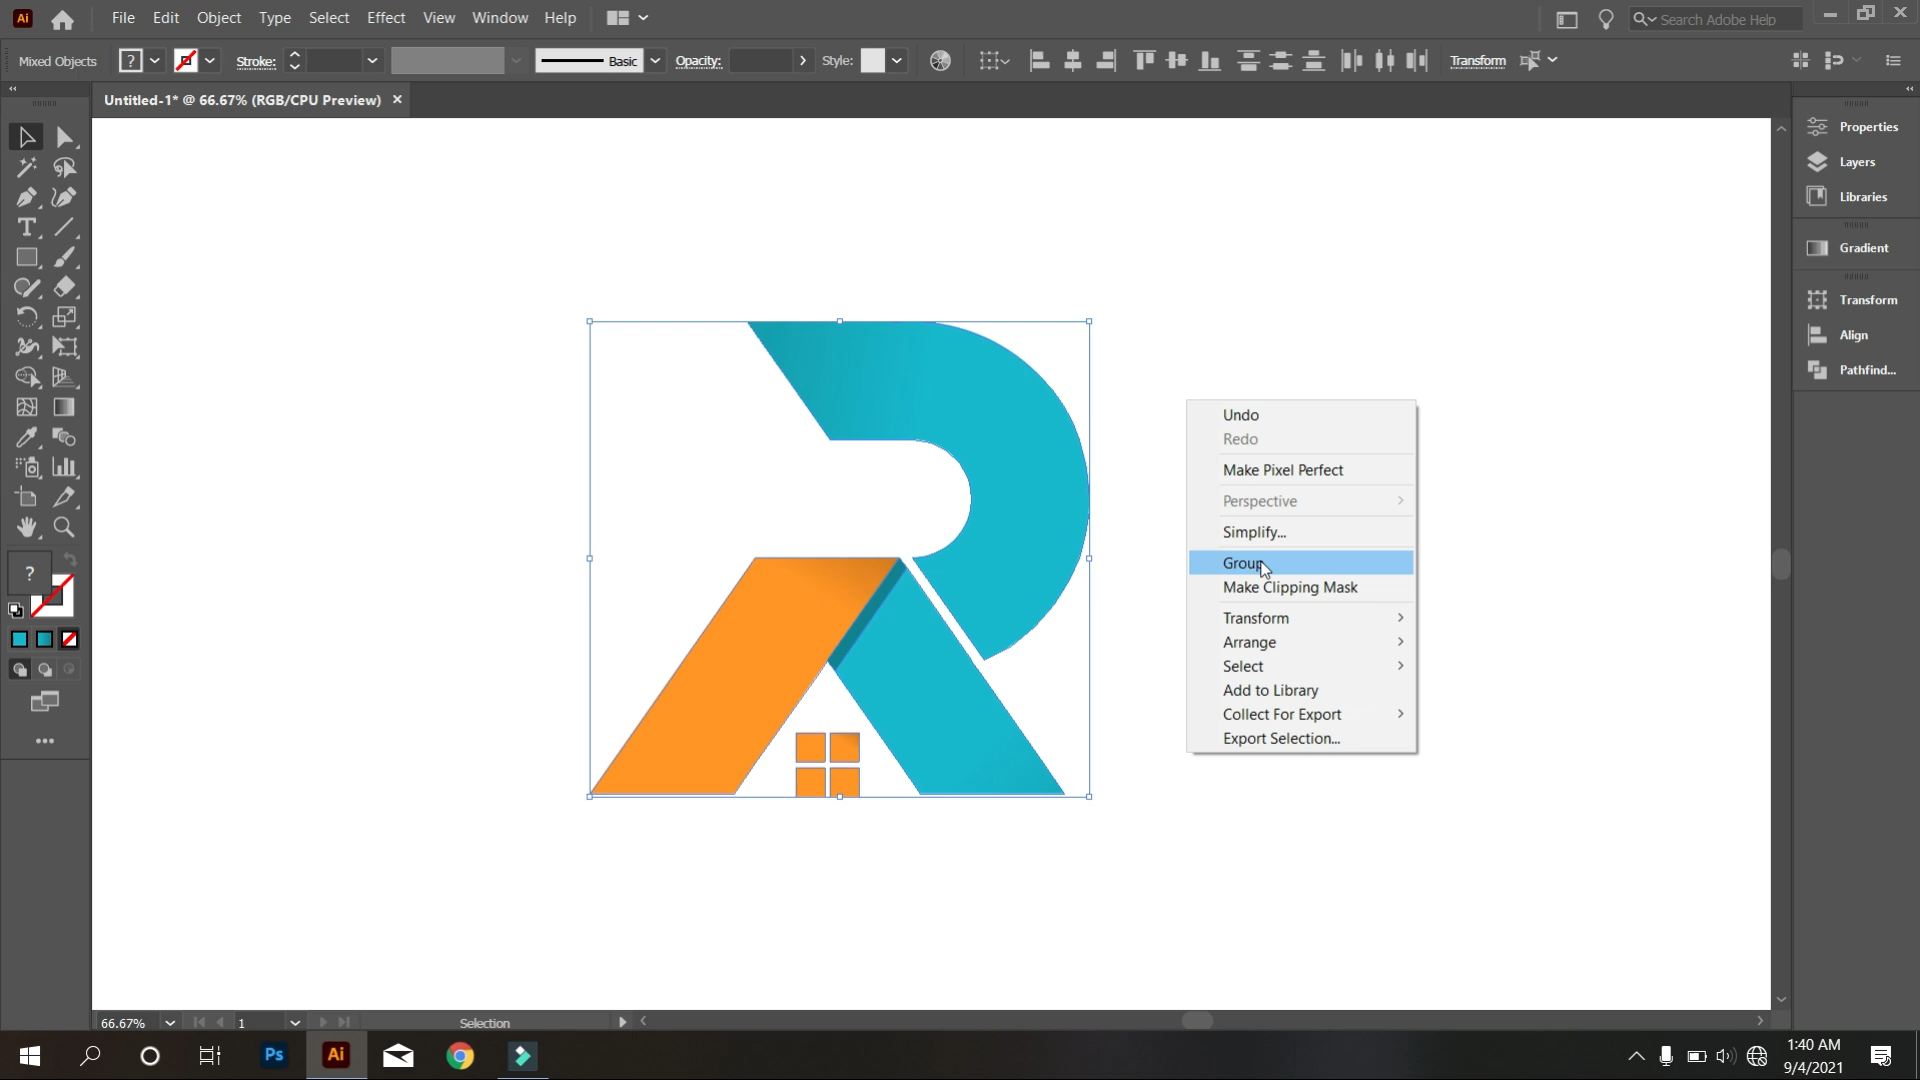 Ai File Edit Object Type Select Effect View Window Help Search Adobe Help
Mixed Objects ? Stroke: Basic Opacity: Style: Transform
Untitled-1* @ 66.67% (RGB/CPU Preview) ×
Properties
Layers
Libraries
Gradient
Transform
Align
Pathfind...
T
?
Undo
Redo
Make Pixel Perfect
Perspective
Simplify...
Group
Make Clipping Mask
Transform
Arrange
Select
Add to Library
Collect For Export
Export Selection...
66.67% 1 Selection
Ps Ai
1:40 AM
9/4/2021